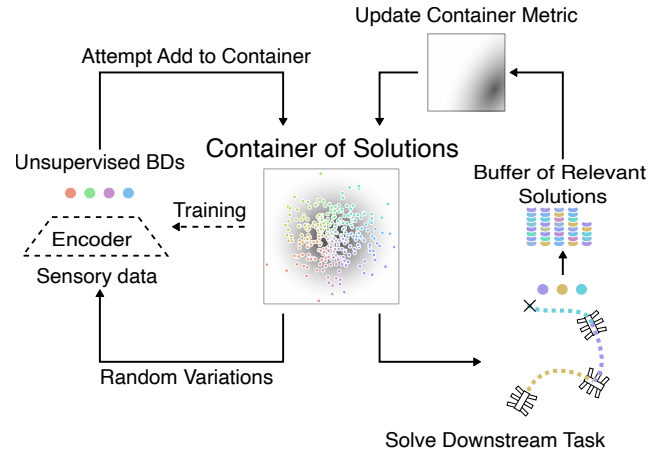 Update Container Metric
Attempt Add to Container
Container of Solutions
Unsupervised BDs
Buffer of Relevant
Solutions
Training
Encoder
Sensory data
Random Variations
Solve Downstream Task